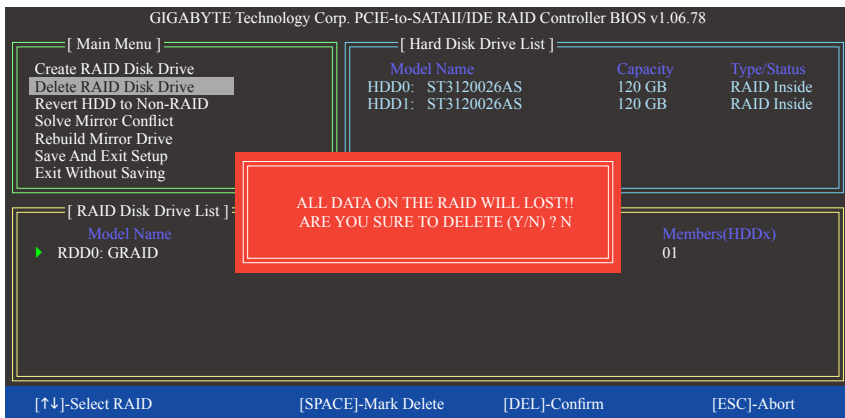 GIGABYTE Technology Corp. PCIE-to-SATAII/IDE RAID Controller BIOS v1.06.78
[ Main Menu ]
Create RAID Disk Drive
Delete RAID Disk Drive
Revert HDD to Non-RAID
Solve Mirror Conflict
Rebuild Mirror Drive
Save And Exit Setup
Exit Without Saving
[ Hard Disk Drive List ]
Model Name Capacity Type/Status
HDD0: ST3120026AS 120 GB RAID Inside
HDD1: ST3120026AS 120 GB RAID Inside
ALL DATA ON THE RAID WILL LOST!!
ARE YOU SURE TO DELETE (Y/N) ? N
[ RAID Disk Drive List ]
Model Name Members(HDDx)
RDD0: GRAID 01
[↑↓]-Select RAID [SPACE]-Mark Delete [DEL]-Confirm [ESC]-Abort